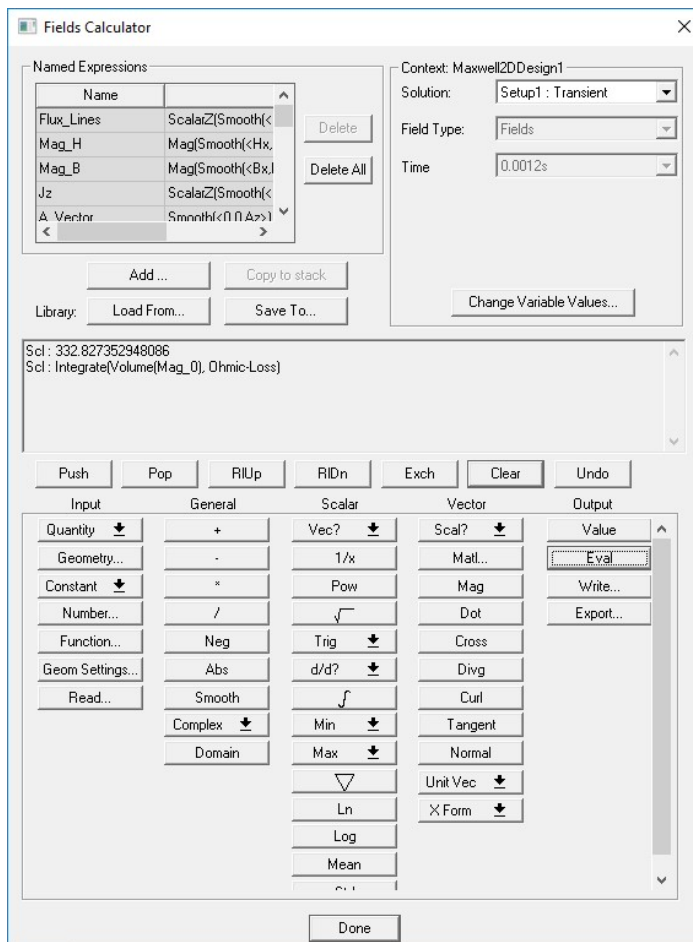 Fields Calculator
Named Expressions
Name
Flux_Lines ScalarZ(Smooth(<
Mag_H Mag(Smooth(<Hx,
Mag_B Mag(Smooth(<Bx,
Jz ScalarZ(Smooth(<
A_Vector Smooth(<0,0,Az>)
Delete
Delete All
Context: Maxwell2DDesign1
Solution: Setup1 : Transient
Field Type: Fields
Time 0.0012s
Change Variable Values...
Add ... Copy to stack
Library: Load From... Save To...
Scl : 332.827352948086
Scl : Integrate(Volume(Mag_0), Ohmic-Loss)
Push Pop RlUp RlDn Exch Clear Undo
Input General Scalar Vector Output
Quantity + Vec? Scal? Value
Geometry... - 1/x Matl... Eval
Constant * Pow Mag Write...
Number... / √ Dot Export...
Function... Neg Trig Cross
Geom Settings... Abs d/d? Divg
Read... Smooth ∫ Curl
Complex Min Tangent
Domain Max Normal
▽ Unit Vec
Ln X Form
Log
Mean
Done